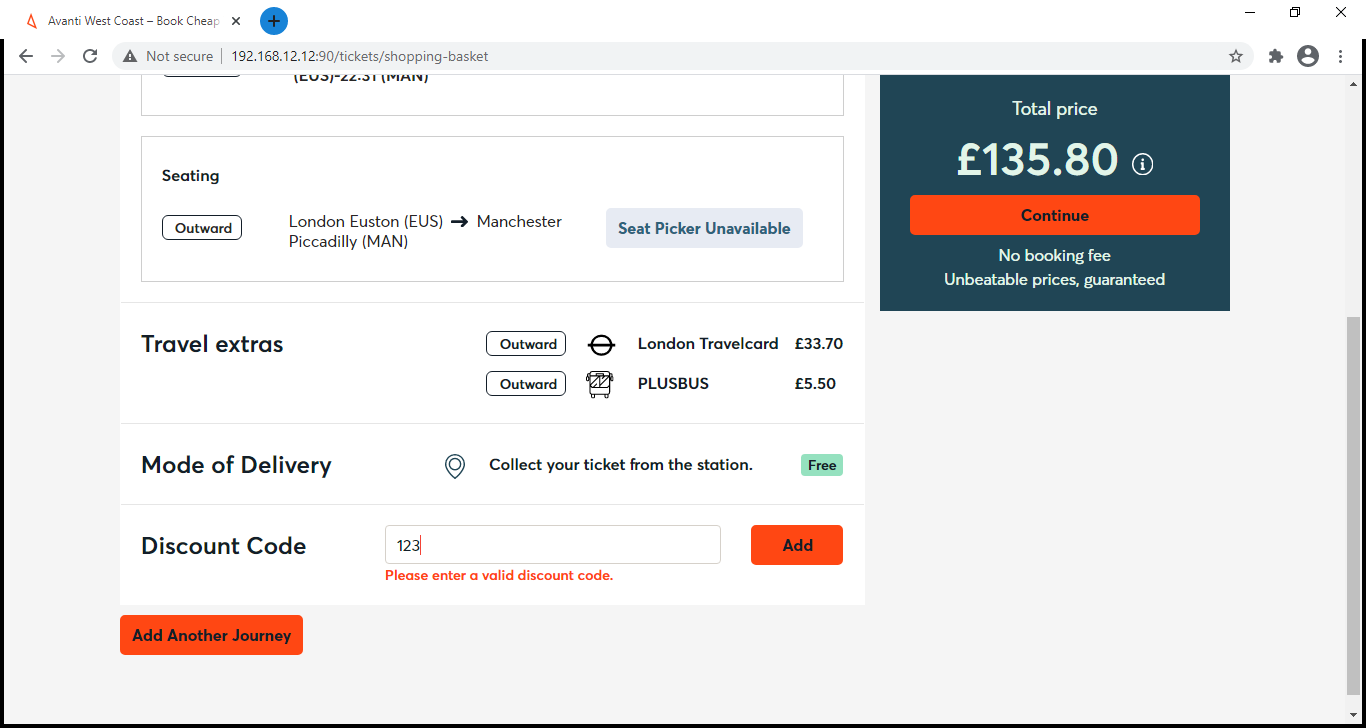 Avanti West Coast – Book Cheap
Not secure
192.168.12.12:90/tickets/shopping-basket
(EUS)-22:31 (MAN)
Seating
Outward
London Euston (EUS) → Manchester
Piccadilly (MAN)
Seat Picker Unavailable
Travel extras
Outward
London Travelcard £33.70
Outward
PLUSBUS £5.50
Mode of Delivery
Collect your ticket from the station.
Free
Discount Code
123
Add
Please enter a valid discount code.
Add Another Journey
Total price
£135.80
Continue
No booking fee
Unbeatable prices, guaranteed